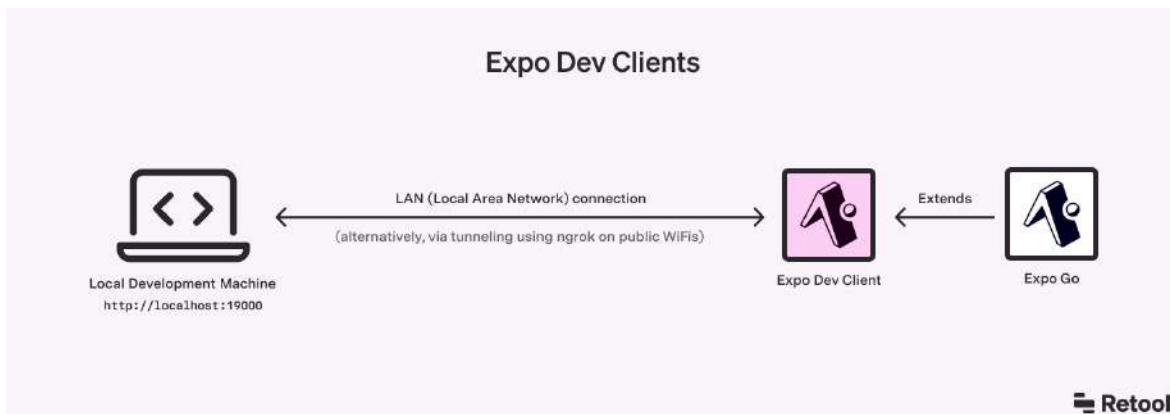 Expo Dev Clients
LAN (Local Area Network) connection
(alternatively, via tunneling using ngrok on public WiFis)
Extends
Local Development Machine
http://localhost:19000
Expo Dev Client
Expo Go
Retool